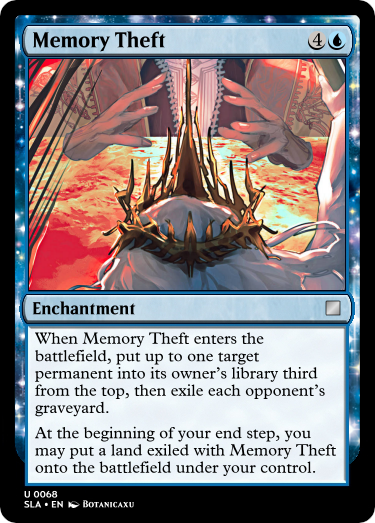 Memory Theft 4
Enchantment
When Memory Theft enters the
battlefield, put up to one target
permanent into its owner's library third
from the top, then exile each opponent's
graveyard.
At the beginning of your end step, you
may put a land exiled with Memory Theft
onto the battlefield under your control.
U 0068
SLA • EN Botanicaxu